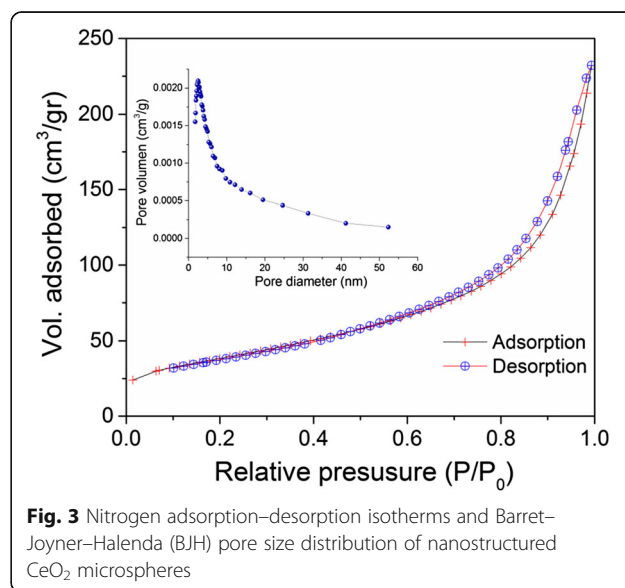 250
200
150
100
50
0
Vol. adsorbed (cm³/gr)
0.0 0.2 0.4 0.6 0.8 1.0
Relative presusure (P/P₀)
0.0020
0.0015
0.0010
0.0005
0.0000
Pore volumen (cm³/g)
0 10 20 30 40 50 60
Pore diameter (nm)
Adsorption
Desorption
Fig. 3 Nitrogen adsorption–desorption isotherms and Barret–
Joyner–Halenda (BJH) pore size distribution of nanostructured
CeO₂ microspheres